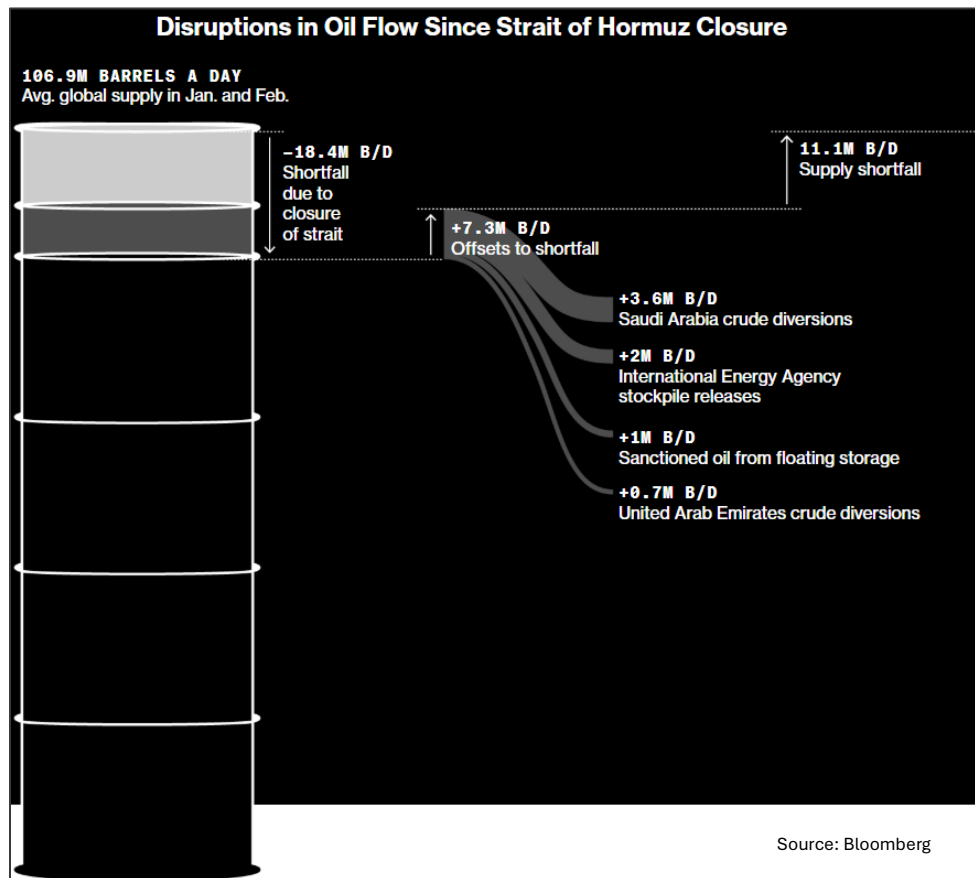 Disruptions in Oil Flow Since Strait of Hormuz Closure
106.9M BARRELS A DAY
Avg. global supply in Jan. and Feb.
−18.4M B/D
Shortfall
due to
closure
of strait
+7.3M B/D
Offsets to shortfall
11.1M B/D
Supply shortfall
+3.6M B/D
Saudi Arabia crude diversions
+2M B/D
International Energy Agency
stockpile releases
+1M B/D
Sanctioned oil from floating storage
+0.7M B/D
United Arab Emirates crude diversions
Source: Bloomberg